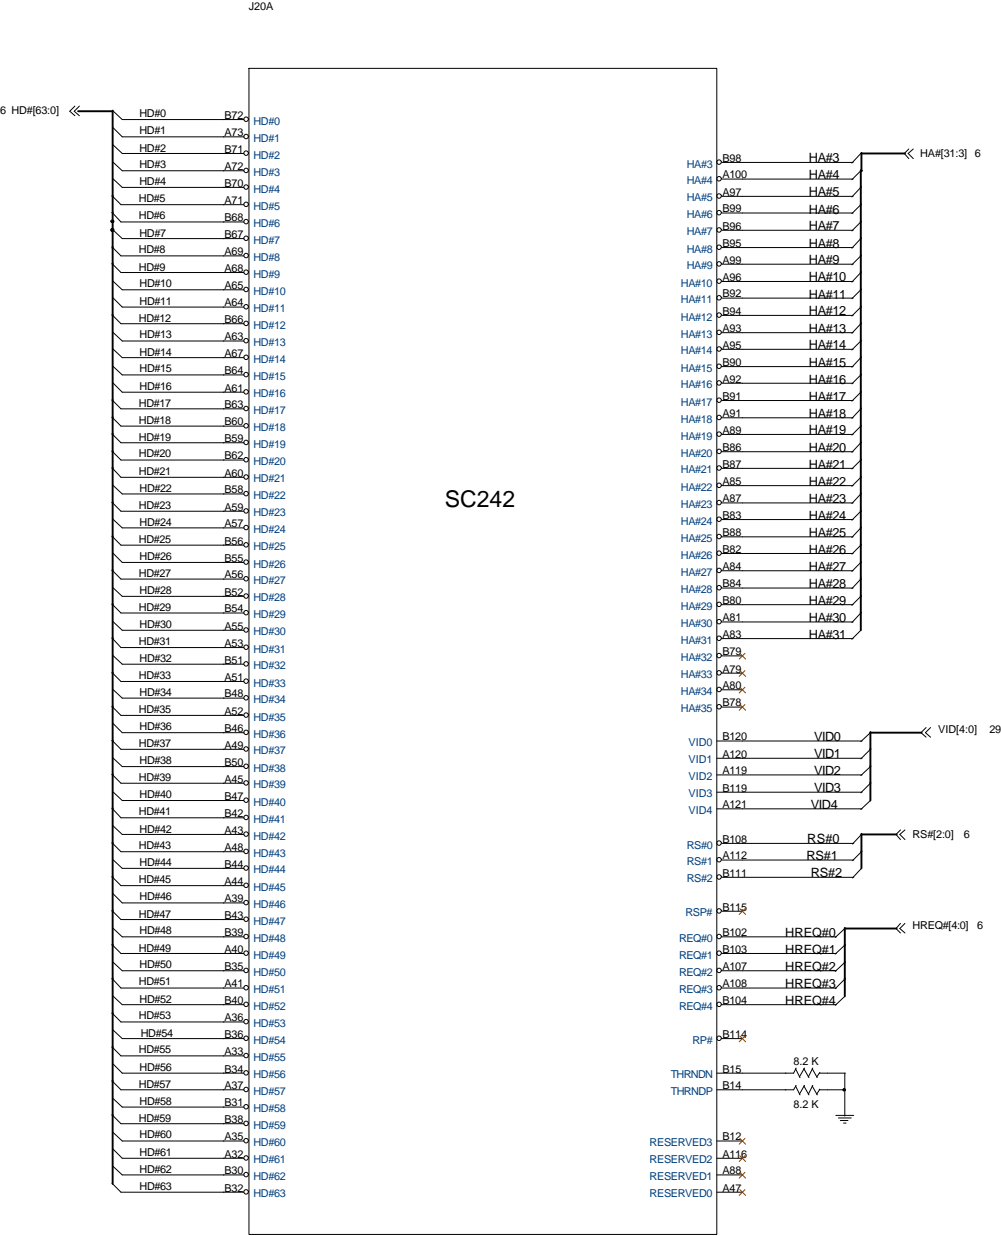 J20A
6 HD#[63:0]
HD#0 B72 HD#0
HD#1 A73 HD#1
HD#2 B71 HD#2
HD#3 A72 HD#3
HD#4 B70 HD#4
HD#5 A71 HD#5
HD#6 B68 HD#6
HD#7 B67 HD#7
HD#8 A69 HD#8
HD#9 A68 HD#9
HD#10 A65 HD#10
HD#11 A64 HD#11
HD#12 B66 HD#12
HD#13 A63 HD#13
HD#14 A67 HD#14
HD#15 B64 HD#15
HD#16 A61 HD#16
HD#17 B63 HD#17
HD#18 B60 HD#18
HD#19 B59 HD#19
HD#20 B62 HD#20
HD#21 A60 HD#21
HD#22 B58 HD#22
HD#23 A59 HD#23
HD#24 A57 HD#24
HD#25 B56 HD#25
HD#26 B55 HD#26
HD#27 A56 HD#27
HD#28 B52 HD#28
HD#29 B54 HD#29
HD#30 A55 HD#30
HD#31 A53 HD#31
HD#32 B51 HD#32
HD#33 A51 HD#33
HD#34 B48 HD#34
HD#35 A52 HD#35
HD#36 B46 HD#36
HD#37 A49 HD#37
HD#38 B50 HD#38
HD#39 A45 HD#39
HD#40 B47 HD#40
HD#41 B42 HD#41
HD#42 A43 HD#42
HD#43 A48 HD#43
HD#44 B44 HD#44
HD#45 A44 HD#45
HD#46 A39 HD#46
HD#47 B43 HD#47
HD#48 B39 HD#48
HD#49 A40 HD#49
HD#50 B35 HD#50
HD#51 A41 HD#51
HD#52 B40 HD#52
HD#53 A36 HD#53
HD#54 B36 HD#54
HD#55 A33 HD#55
HD#56 B34 HD#56
HD#57 A37 HD#57
HD#58 B31 HD#58
HD#59 B38 HD#59
HD#60 A35 HD#60
HD#61 A32 HD#61
HD#62 B30 HD#62
HD#63 B32 HD#63
SC242
HA#[31:3] 6
HA#3 B98 HA#3
HA#4 A100 HA#4
HA#5 A97 HA#5
HA#6 B99 HA#6
HA#7 B96 HA#7
HA#8 B95 HA#8
HA#9 A99 HA#9
HA#10 A96 HA#10
HA#11 B92 HA#11
HA#12 B94 HA#12
HA#13 A93 HA#13
HA#14 A95 HA#14
HA#15 B90 HA#15
HA#16 A92 HA#16
HA#17 B91 HA#17
HA#18 A91 HA#18
HA#19 A89 HA#19
HA#20 B86 HA#20
HA#21 B87 HA#21
HA#22 A85 HA#22
HA#23 A87 HA#23
HA#24 B83 HA#24
HA#25 B88 HA#25
HA#26 B82 HA#26
HA#27 A84 HA#27
HA#28 B84 HA#28
HA#29 B80 HA#29
HA#30 A81 HA#30
HA#31 A83 HA#31
HA#32 B79
HA#33 A79
HA#34 A80
HA#35 B78
VID[4:0] 29
VID0 B120 VID0
VID1 A120 VID1
VID2 A119 VID2
VID3 B119 VID3
VID4 A121 VID4
RS#[2:0] 6
RS#0 B108 RS#0
RS#1 A112 RS#1
RS#2 B111 RS#2
RSP# B115
HREQ#[4:0] 6
REQ#0 B102 HREQ#0
REQ#1 B103 HREQ#1
REQ#2 A107 HREQ#2
REQ#3 A108 HREQ#3
REQ#4 B104 HREQ#4
RP# B114
8.2 K
THRNDN B15
THRNDP B14
8.2 K
RESERVED3 B12
RESERVED2 A116
RESERVED1 A88
RESERVED0 A47